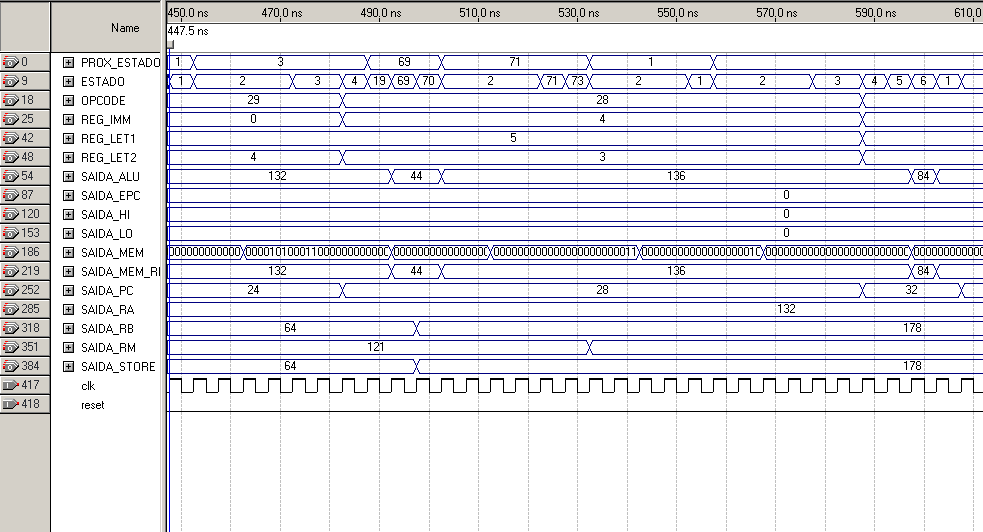 450.0 ns 470.0 ns 490.0 ns 510.0 ns 530.0 ns 550.0 ns 570.0 ns 590.0 ns 610.0
Name
447.5 ns
0 PROX_ESTADO 1 3 69 71 1
9 ESTADO 1 2 3 4 19 69 70 2 71 73 2 1 2 3 4 5 6 1
18 OPCODE 29 28
25 REG_IMM 0 4
42 REG_LET1 5
48 REG_LET2 4 3
54 SAIDA_ALU 132 44 136 84
87 SAIDA_EPC 0
120 SAIDA_HI 0
153 SAIDA_LO 0
186 SAIDA_MEM
219 SAIDA_MEM_RI 132 44 136 84
252 SAIDA_PC 24 28 32
285 SAIDA_RA 132
318 SAIDA_RB 64 178
351 SAIDA_RM 121
384 SAIDA_STORE 64 178
417 clk
418 reset